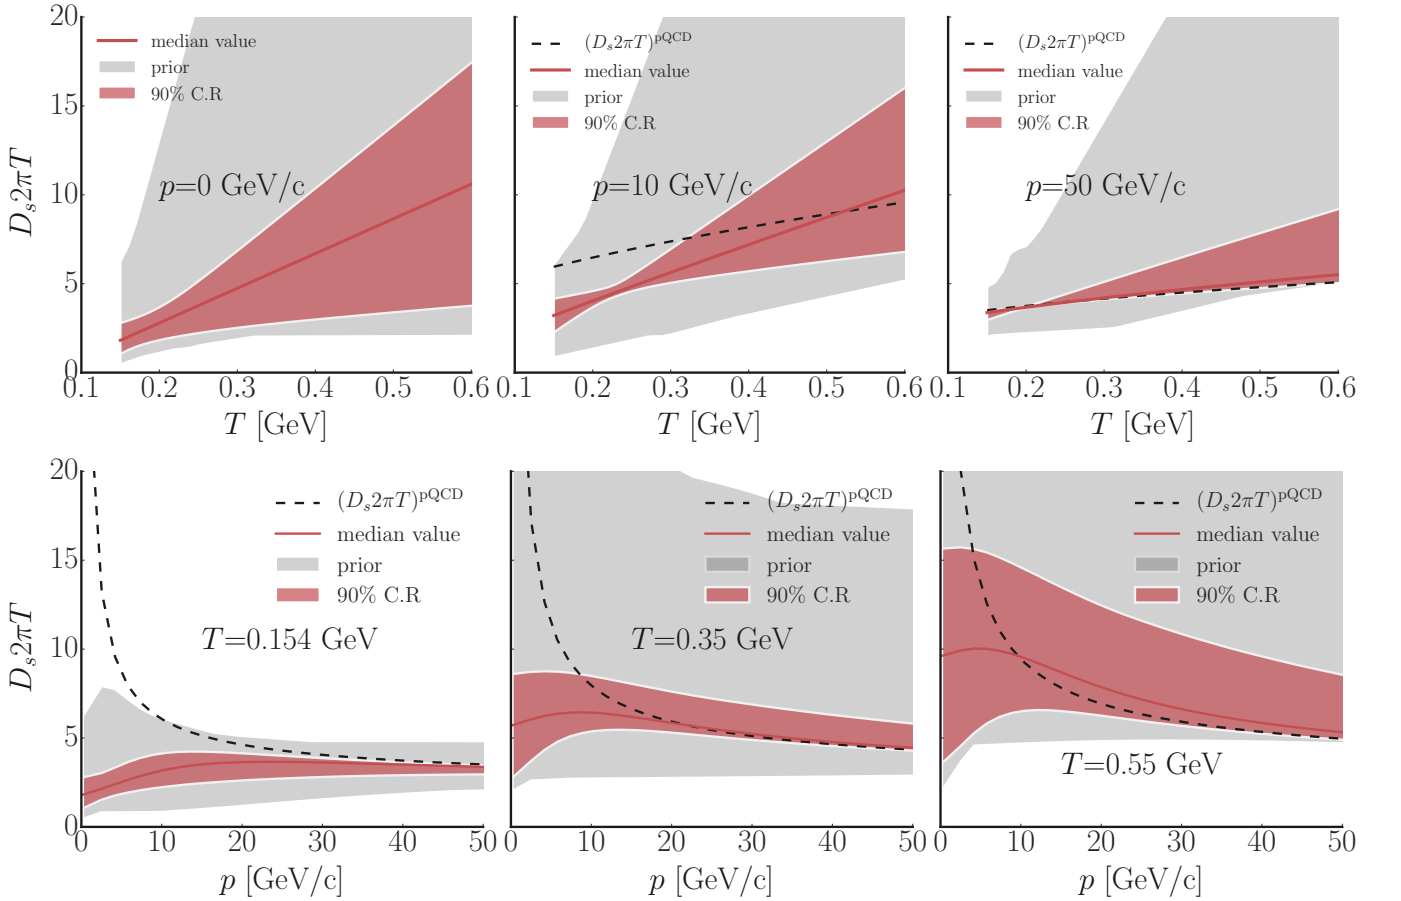 20
15
10
5
0
D_s2πT
median value
prior
90% C.R
p=0 GeV/c
0.1 0.2 0.3 0.4 0.5 0.6
T [GeV]
(D_s2πT)^pQCD
median value
prior
90% C.R
p=10 GeV/c
0.1 0.2 0.3 0.4 0.5 0.6
T [GeV]
(D_s2πT)^pQCD
median value
prior
90% C.R
p=50 GeV/c
0.1 0.2 0.3 0.4 0.5 0.6
T [GeV]
20
15
10
5
0
D_s2πT
(D_s2πT)^pQCD
median value
prior
90% C.R
T=0.154 GeV
0 10 20 30 40 50
p [GeV/c]
(D_s2πT)^pQCD
median value
prior
90% C.R
T=0.35 GeV
0 10 20 30 40 50
p [GeV/c]
(D_s2πT)^pQCD
median value
prior
90% C.R
T=0.55 GeV
0 10 20 30 40 50
p [GeV/c]